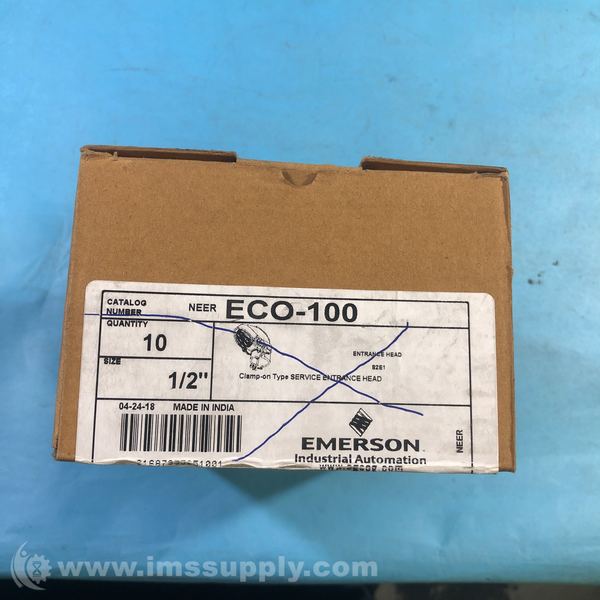 CATALOG
NUMBER
NEER ECO-100
QUANTITY
10
SIZE
1/2"
ENTRANCE HEAD
Clamp-on Type SERVICE ENTRANCE HEAD
04-24-18 MADE IN INDIA
EMERSON
Industrial Automation
NEER
www.imssupply.com